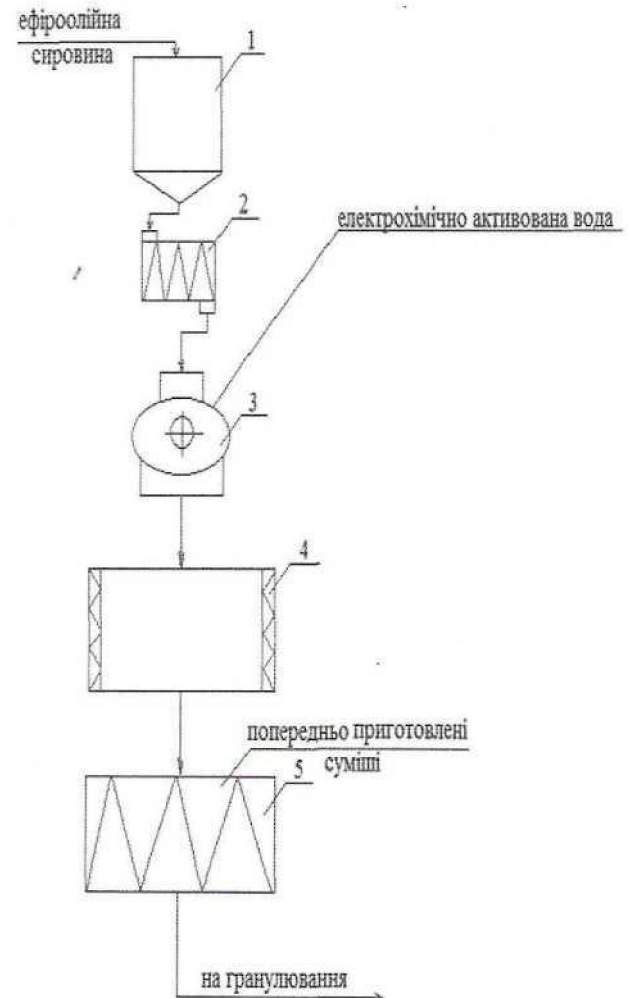 ефіроолійна
сировина
1
2
електрохімічно активована вода
3
4
попередньо приготовлені
суміші
5
на гранулювання